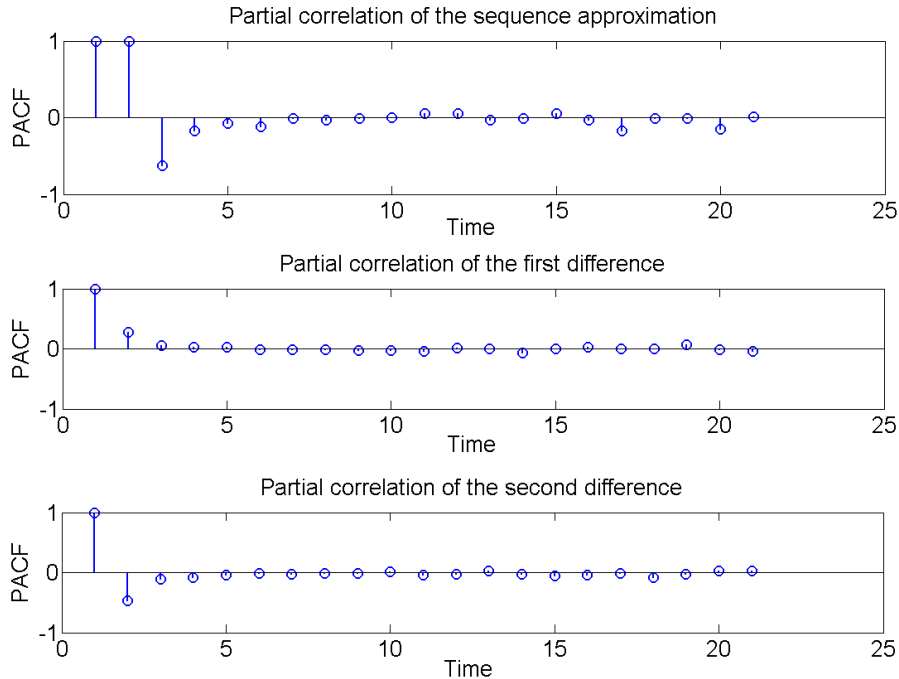 Partial correlation of the sequence approximation
1
0
-1
PACF
0 5 10 15 20 25
Time
Partial correlation of the first difference
1
0
-1
PACF
0 5 10 15 20 25
Time
Partial correlation of the second difference
1
0
-1
PACF
0 5 10 15 20 25
Time